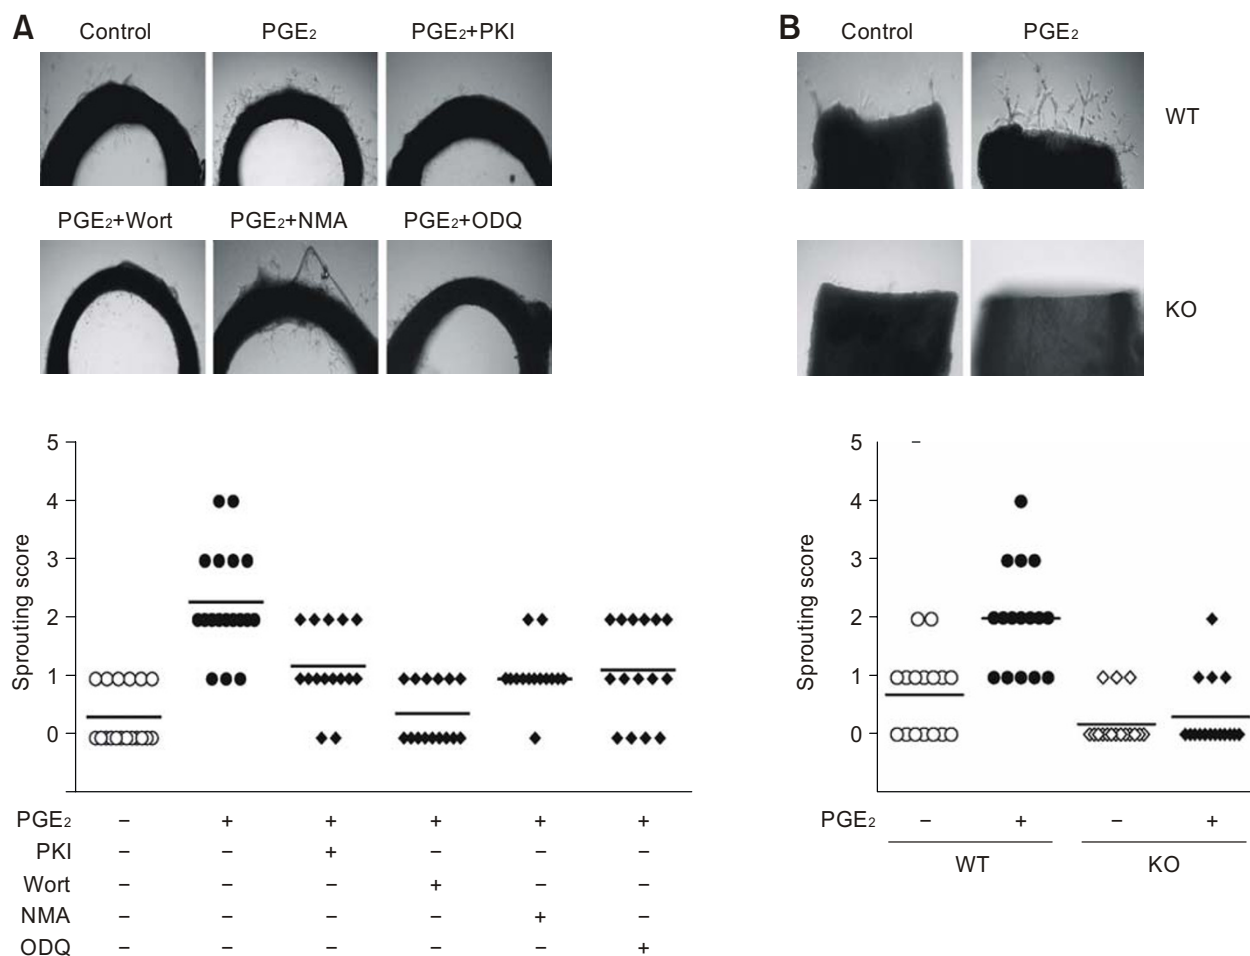 A
Control PGE2 PGE2+PKI
PGE2+Wort PGE2+NMA PGE2+ODQ
Sprouting score
5
4
3
2
1
0
PGE2 − + + + + +
PKI − − + − − −
Wort − − − + − −
NMA − − − − + −
ODQ − − − − − +
B
Control PGE2
WT
KO
Sprouting score
5
4
3
2
1
0
PGE2 − + − +
WT KO